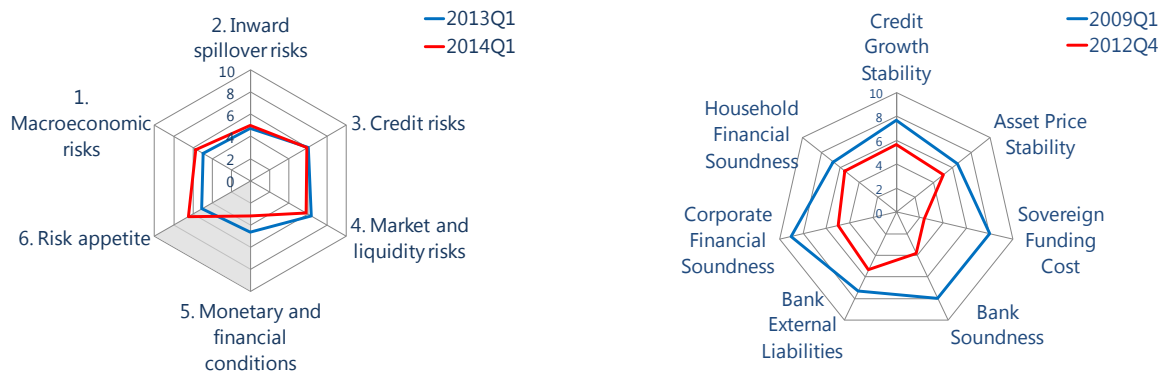 2. Inward
spillover risks
2013Q1
2014Q1
10
8
6
4
2
0
1.
Macroeconomic
risks
3. Credit risks
4. Market and
liquidity risks
5. Monetary and
financial
conditions
6. Risk appetite
Credit
Growth
Stability
2009Q1
2012Q4
10
8
6
4
2
0
Household
Financial
Soundness
Asset Price
Stability
Corporate
Financial
Soundness
Sovereign
Funding
Cost
Bank
External
Liabilities
Bank
Soundness